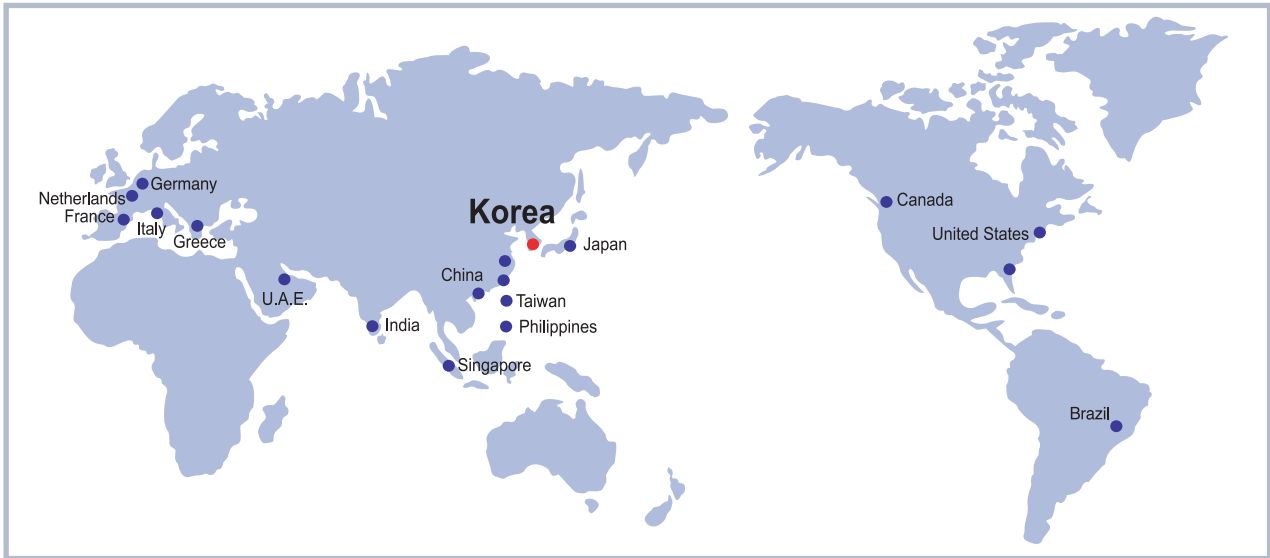 Germany
Netherlands
France
Italy
Greece
U.A.E.
India
Korea
Japan
China
Taiwan
Philippines
Singapore
Canada
United States
Brazil